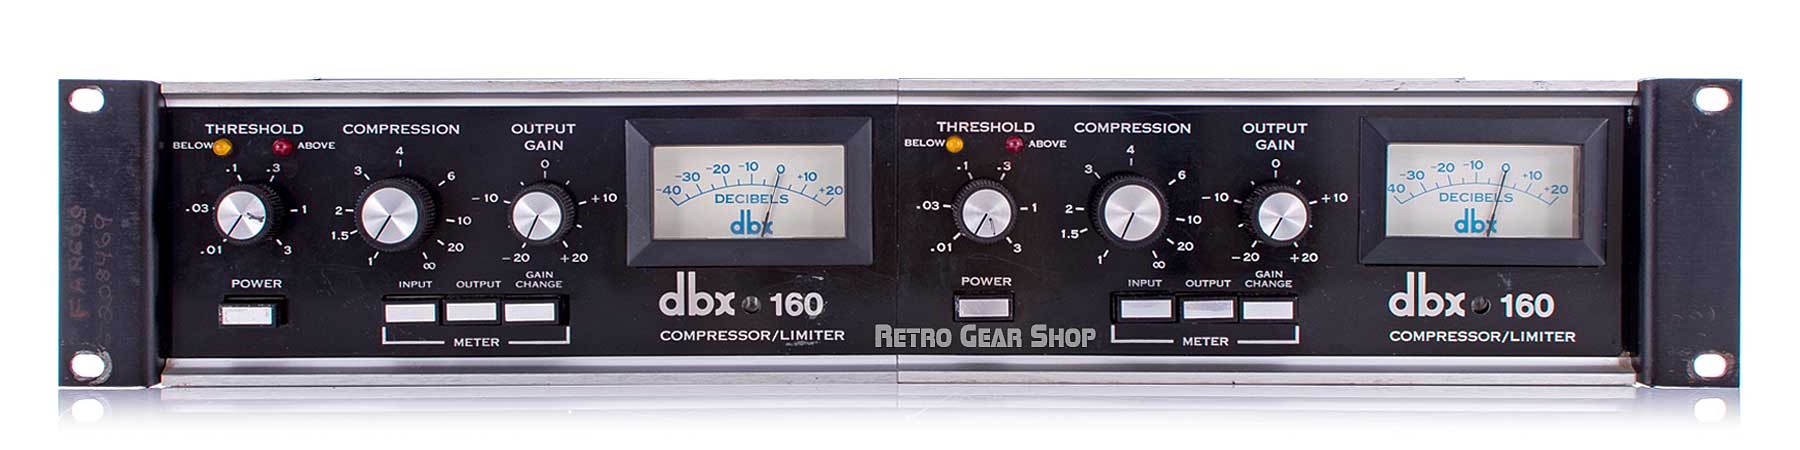 THRESHOLD COMPRESSION OUTPUT GAIN
BELOW ABOVE
.01 .03 .1 .3 1 3
1 1.5 2 3 4 6 10 20 ∞
-20 -10 0 +10 +20
-40 -30 -20 -10 0 +10 +20
DECIBELS
dbx
POWER INPUT OUTPUT GAIN CHANGE
METER
dbx 160
COMPRESSOR/LIMITER
THRESHOLD COMPRESSION OUTPUT GAIN
BELOW ABOVE
.01 .03 .1 .3 1 3
1 1.5 2 3 4 6 10 20 ∞
-20 -10 0 +10 +20
40 -30 -20 -10 0 +10 +20
DECIBELS
dbx
POWER INPUT OUTPUT GAIN CHANGE
METER
dbx 160
COMPRESSOR/LIMITER
RETRO GEAR SHOP